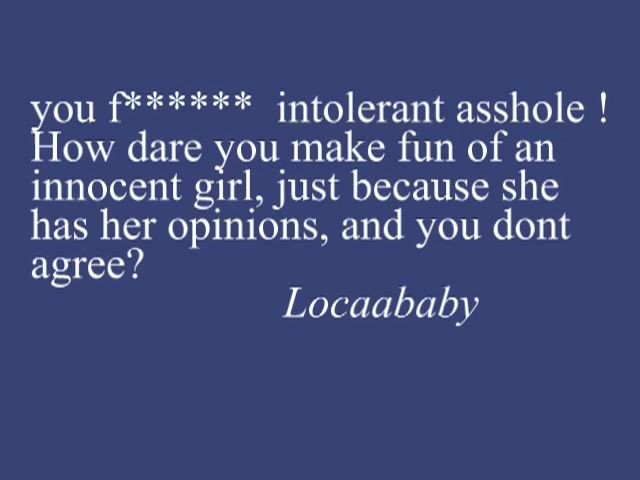 you f******  intolerant asshole !
How dare you make fun of an
innocent girl, just because she
has her opinions, and you dont
agree?
Locaababy